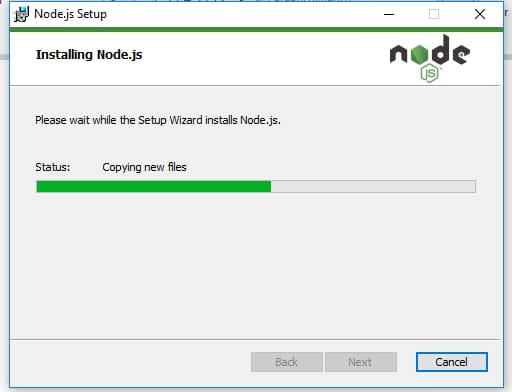 Node.js Setup
Installing Node.js
node
JS
Please wait while the Setup Wizard installs Node.js.
Status: Copying new files
Back Next Cancel